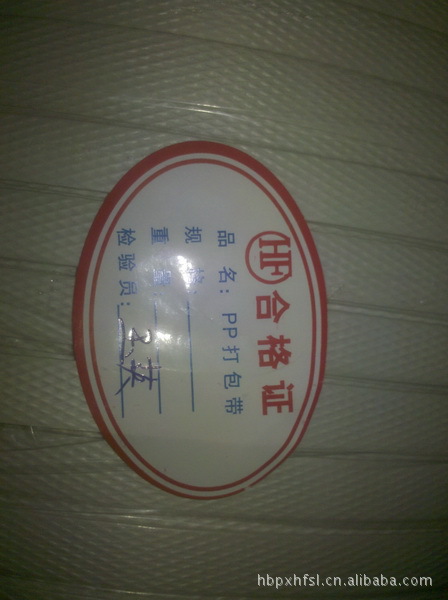 HF 合格证
品 名：PP打包带
规 格：
重 量：
检验员：
hbpxhfsl.cn.alibaba.com